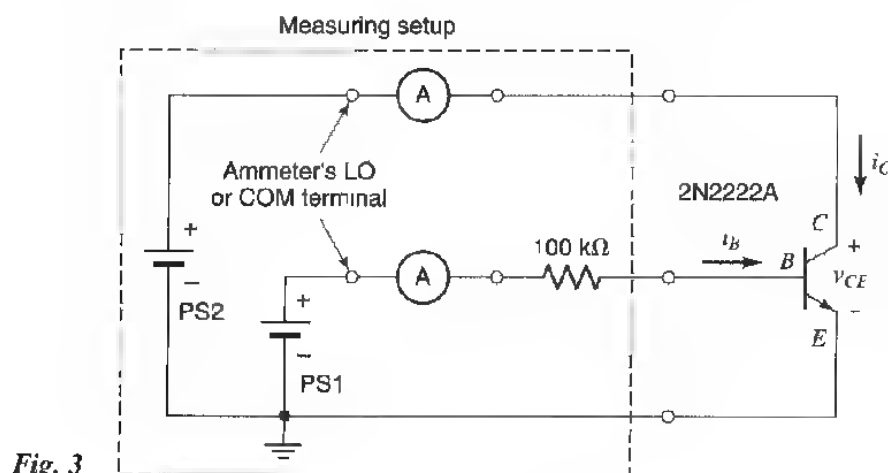 Measuring setup
A
Ammeter's LO
or COM terminal
i_C
2N2222A
C
+
100 kΩ
i_B
B
+
v_CE
A
+
−
−
E
PS2
−
PS1
Fig. 3